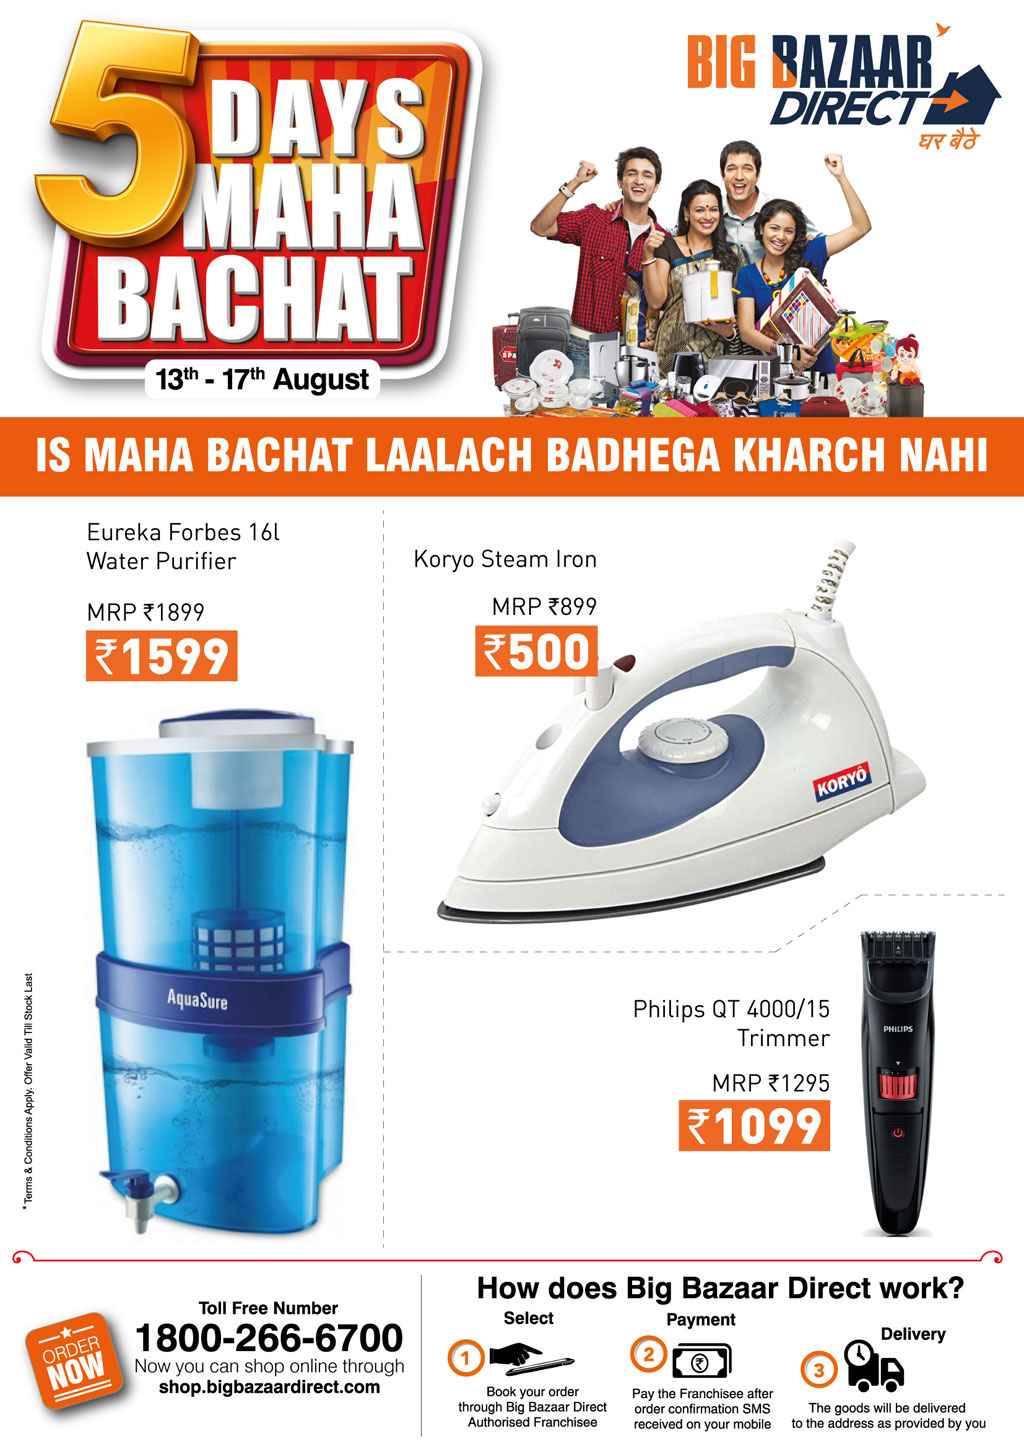 5 DAYS
MAHA
BACHAT
13th - 17th August
BIG BAZAAR
DIRECT
घर बैठे
IS MAHA BACHAT LAALACH BADHEGA KHARCH NAHI
Eureka Forbes 16l
Water Purifier
MRP ₹1899
₹1599
AquaSure
Koryo Steam Iron
MRP ₹899
₹500
KORYÔ
Philips QT 4000/15
Trimmer
MRP ₹1295
₹1099
PHILIPS
*Terms & Conditions Apply. Offer Valid Till Stock Last
ORDER
NOW
Toll Free Number
1800-266-6700
Now you can shop online through
shop.bigbazaardirect.com
How does Big Bazaar Direct work?
Select
1
Book your order
through Big Bazaar Direct
Authorised Franchisee
Payment
2
₹
Pay the Franchisee after
order confirmation SMS
received on your mobile
Delivery
3
The goods will be delivered
to the address as provided by you